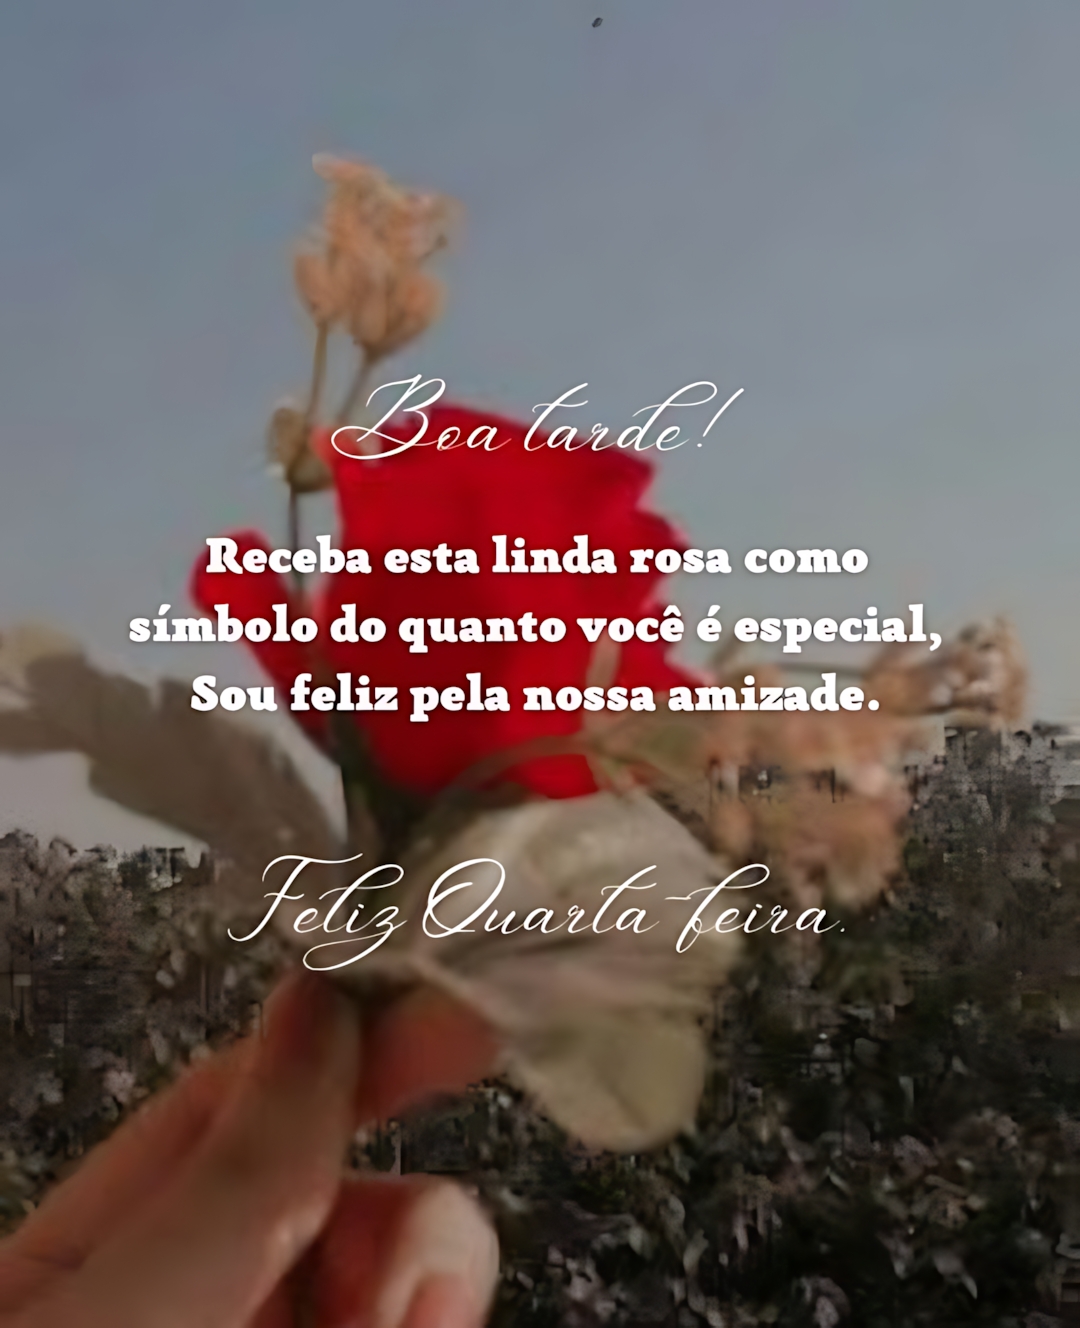 Boa tarde!
Receba esta linda rosa como
símbolo do quanto você é especial,
Sou feliz pela nossa amizade.
Feliz Quarta-feira.